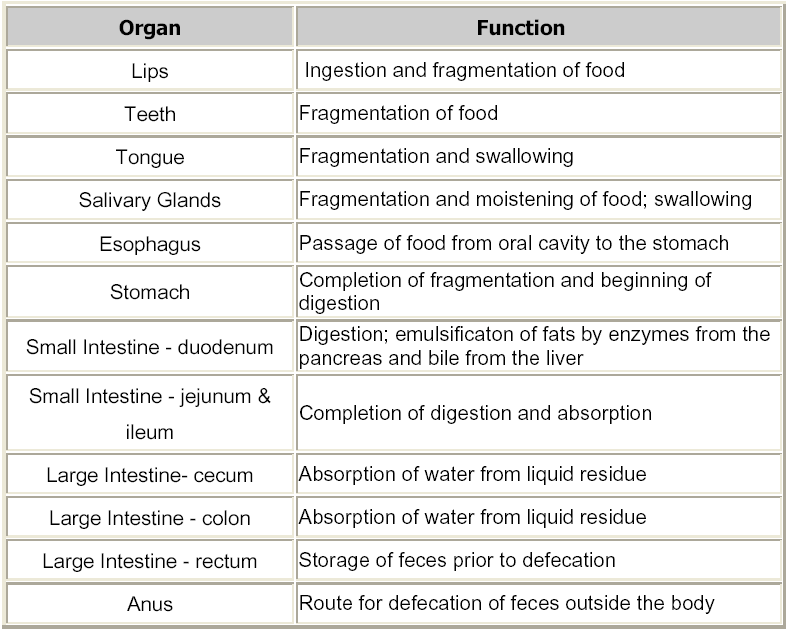 Organ Function
Lips Ingestion and fragmentation of food
Teeth Fragmentation of food
Tongue Fragmentation and swallowing
Salivary Glands Fragmentation and moistening of food; swallowing
Esophagus Passage of food from oral cavity to the stomach
Stomach Completion of fragmentation and beginning of
digestion
Small Intestine - duodenum Digestion; emulsificaton of fats by enzymes from the
pancreas and bile from the liver
Small Intestine - jejunum &
ileum
Completion of digestion and absorption
Large Intestine- cecum Absorption of water from liquid residue
Large Intestine - colon Absorption of water from liquid residue
Large Intestine - rectum Storage of feces prior to defecation
Anus Route for defecation of feces outside the body